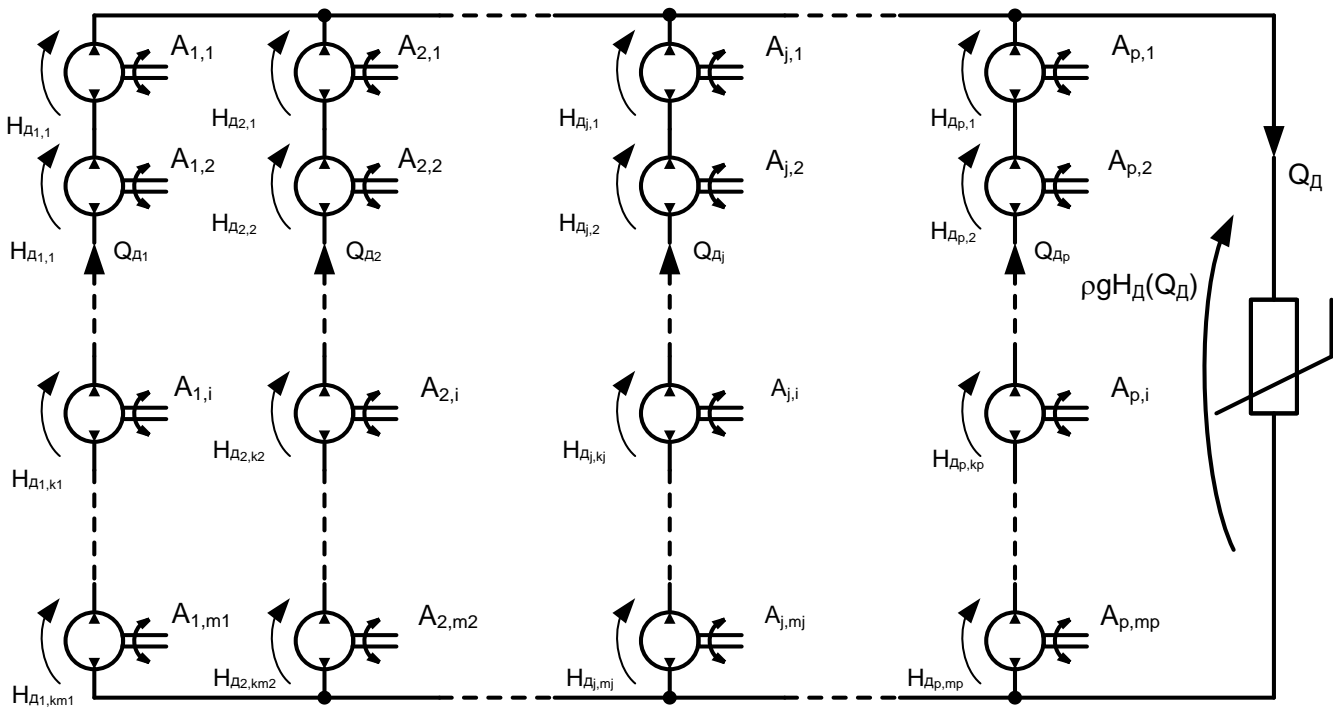 A1,1
A2,1
Aj,1
Ap,1
Hд1,1
Hд2,1
Hдj,1
Hдp,1
A1,2
A2,2
Aj,2
Ap,2
QД
Hд1,1
Hд2,2
Hдj,2
Hдp,2
Qд1
Qд2
Qдj
Qдp
ρgHД(QД)
A1,i
A2,i
Aj,i
Ap,i
Hд1,k1
Hд2,k2
Hдj,kj
Hдp,kp
A1,m1
A2,m2
Aj,mj
Ap,mp
Hд1,km1
Hд2,km2
Hдj,mj
Hдp,mp